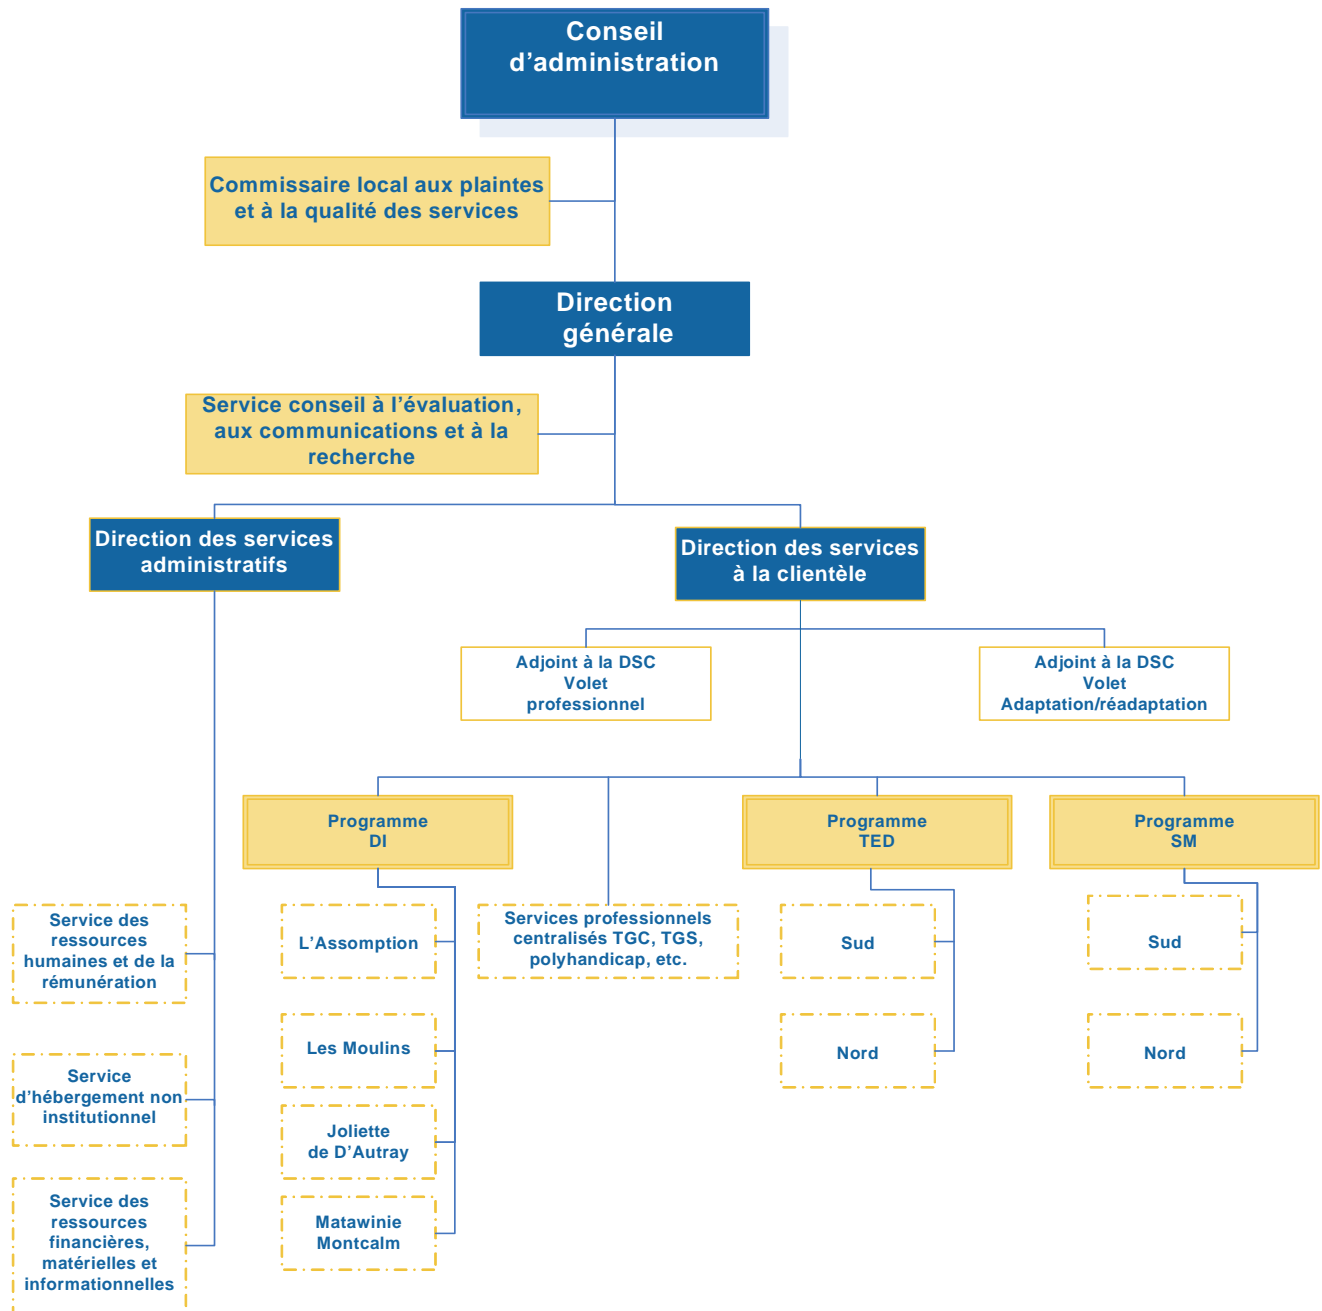 Conseil
d'administration
Commissaire local aux plaintes
et à la qualité des services
Direction
générale
Service conseil à l'évaluation,
aux communications et à la
recherche
Direction des services
administratifs
Direction des services
à la clientèle
Adjoint à la DSC
Volet
professionnel
Adjoint à la DSC
Volet
Adaptation/réadaptation
Programme
DI
Programme
TED
Programme
SM
Service des
ressources
humaines et de la
rémunération
Service
d'hébergement non
institutionnel
Service des
ressources
financières,
matérielles et
informationnelles
L'Assomption
Les Moulins
Joliette
de D'Autray
Matawinie
Montcalm
Services professionnels
centralisés TGC, TGS,
polyhandicap, etc.
Sud
Nord
Sud
Nord